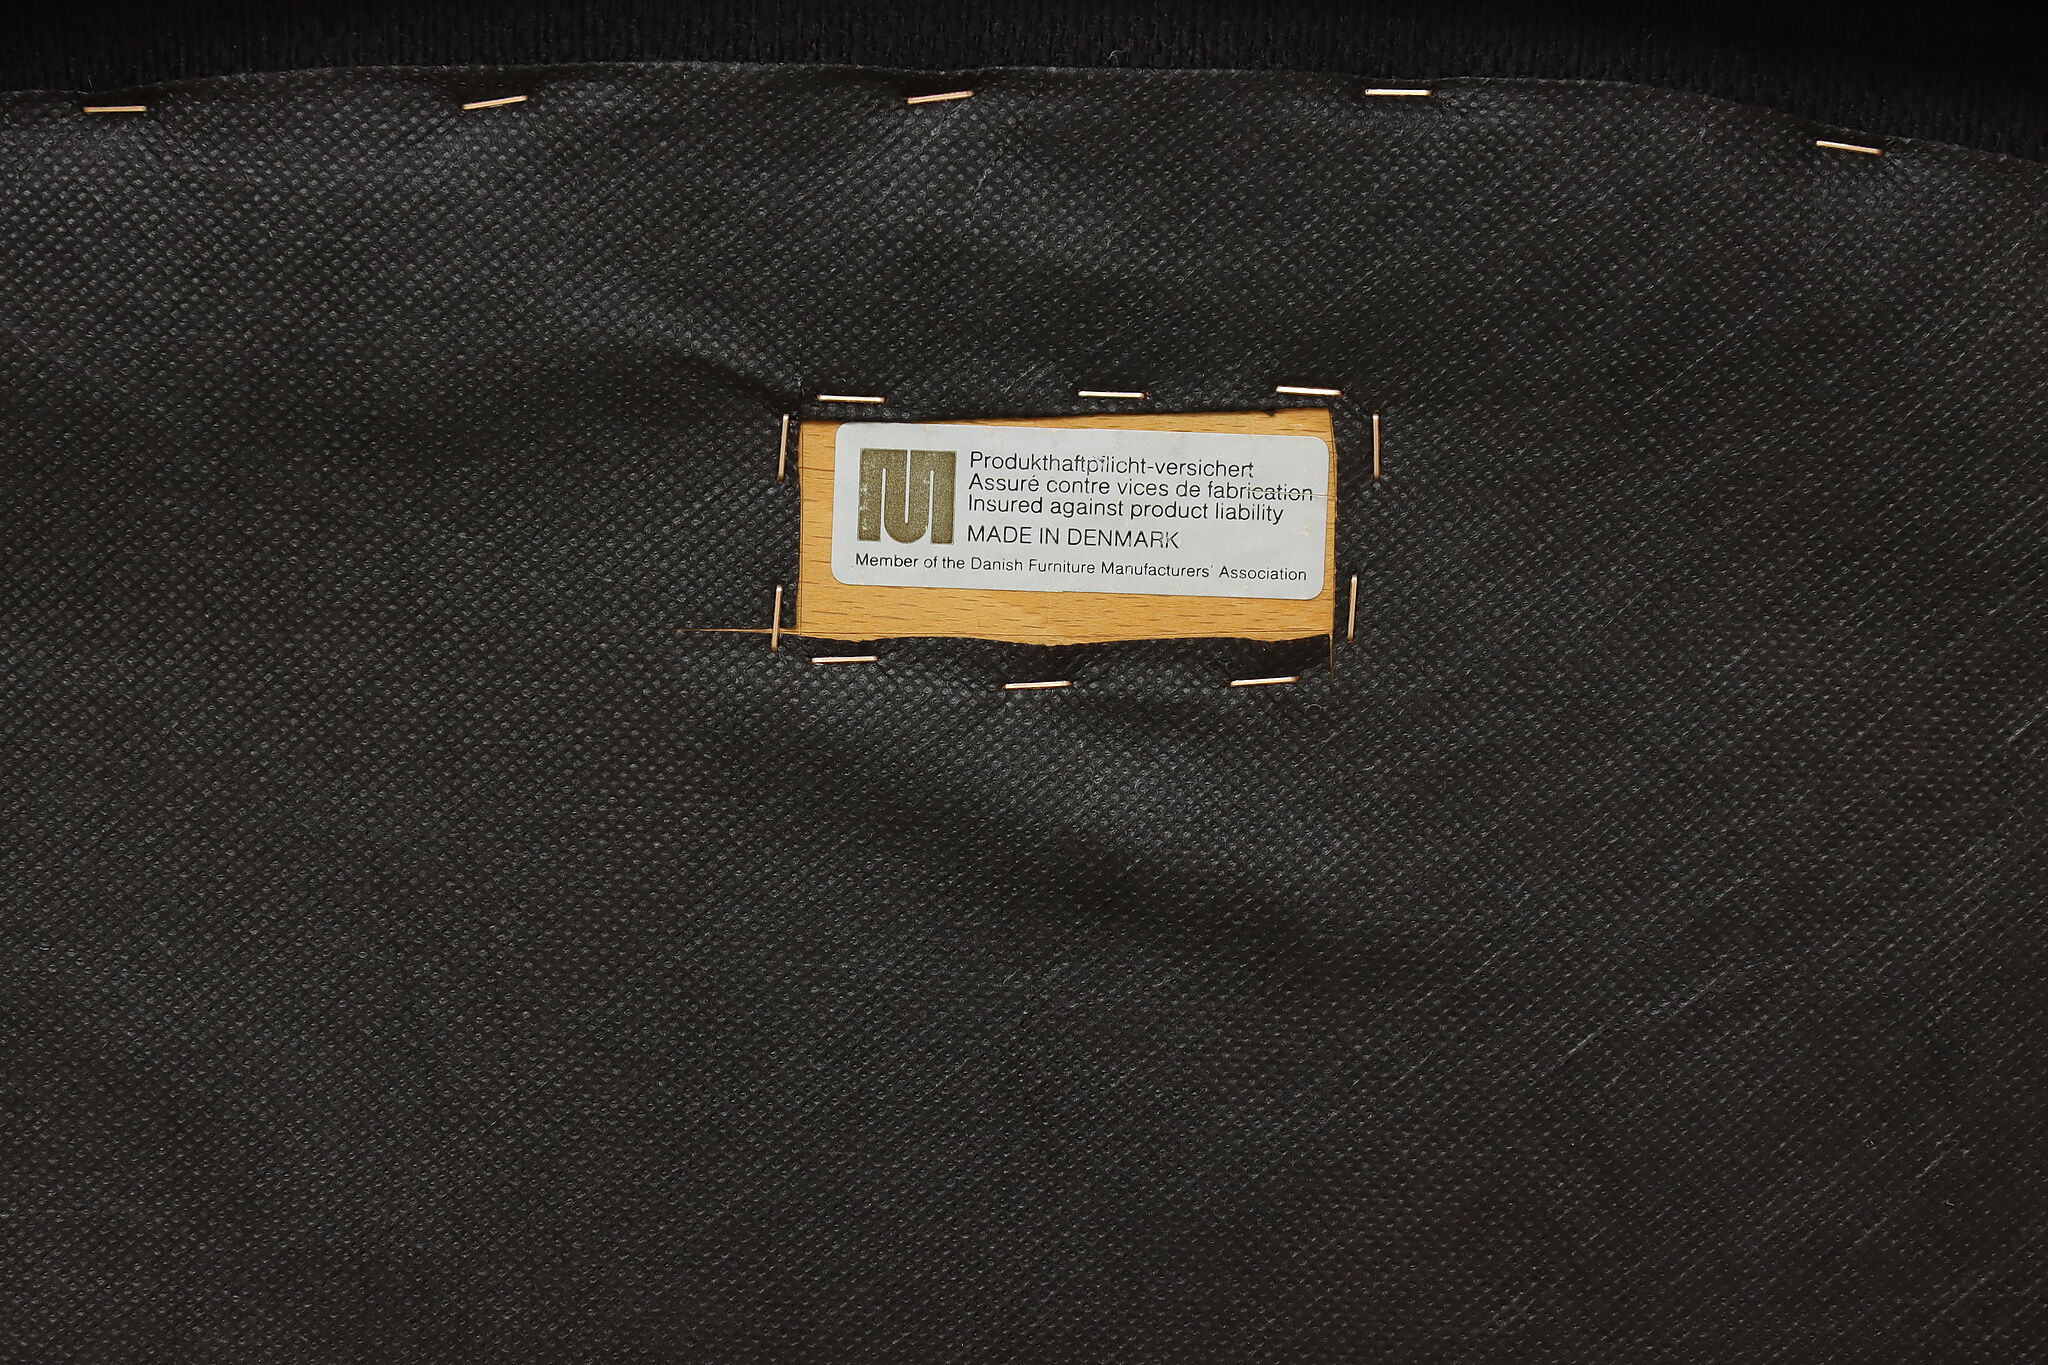 Produkthaftpflicht-versichert
Assuré contre vices de fabrication
Insured against product liability
MADE IN DENMARK
Member of the Danish Furniture Manufacturers' Association